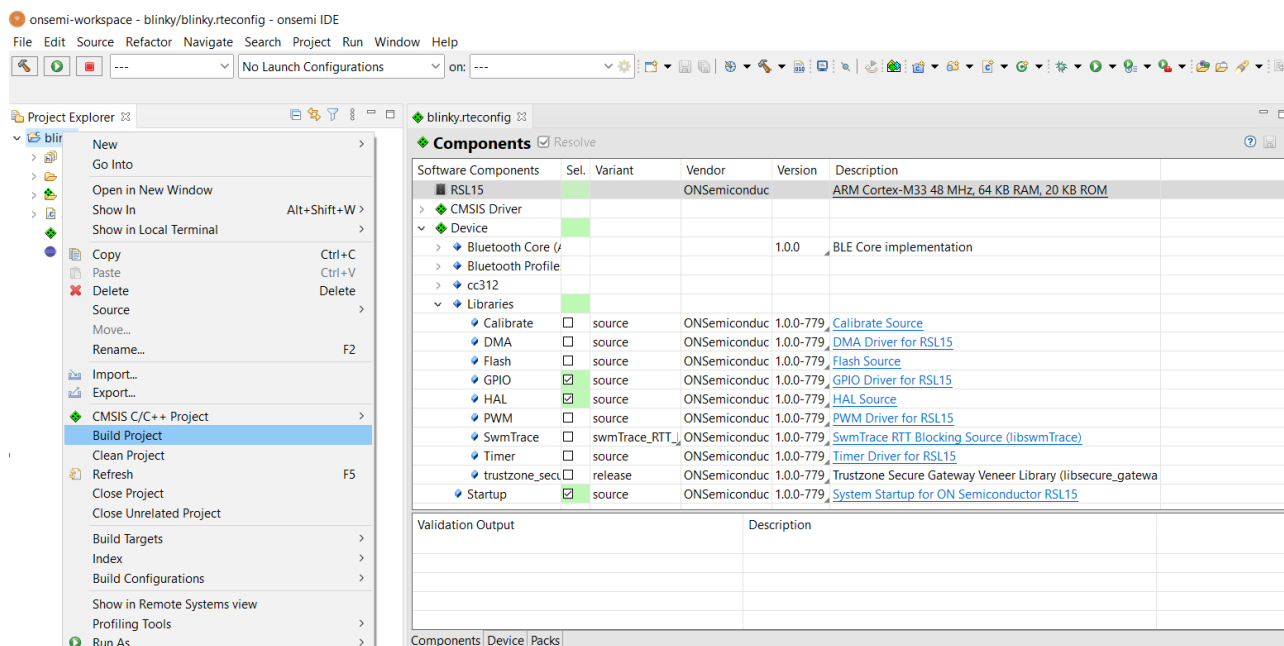 onsemi-workspace - blinky/blinky.rteconfig - onsemi IDE
File Edit Source Refactor Navigate Search Project Run Window Help
--- No Launch Configurations on: ---
Project Explorer
blin
New
Go Into
Open in New Window
Show In Alt+Shift+W >
Show in Local Terminal
Copy Ctrl+C
Paste Ctrl+V
Delete Delete
Source
Move...
Rename... F2
Import...
Export...
CMSIS C/C++ Project
Build Project
Clean Project
Refresh F5
Close Project
Close Unrelated Project
Build Targets
Index
Build Configurations
Show in Remote Systems view
Profiling Tools
Run As
blinky.rteconfig
Components Resolve
Software Components Sel. Variant Vendor Version Description
RSL15 ONSemiconduc ARM Cortex-M33 48 MHz, 64 KB RAM, 20 KB ROM
CMSIS Driver
Device
Bluetooth Core (A 1.0.0 BLE Core implementation
Bluetooth Profile
cc312
Libraries
Calibrate source ONSemiconduc 1.0.0-779 Calibrate Source
DMA source ONSemiconduc 1.0.0-779 DMA Driver for RSL15
Flash source ONSemiconduc 1.0.0-779 Flash Source
GPIO source ONSemiconduc 1.0.0-779 GPIO Driver for RSL15
HAL source ONSemiconduc 1.0.0-779 HAL Source
PWM source ONSemiconduc 1.0.0-779 PWM Driver for RSL15
SwmTrace swmTrace_RTT_ ONSemiconduc 1.0.0-779 SwmTrace RTT Blocking Source (libswmTrace)
Timer source ONSemiconduc 1.0.0-779 Timer Driver for RSL15
trustzone_secu release ONSemiconduc 1.0.0-779 Trustzone Secure Gateway Veneer Library (libsecure_gatewa
Startup source ONSemiconduc 1.0.0-779 System Startup for ON Semiconductor RSL15
Validation Output Description
Components Device Packs